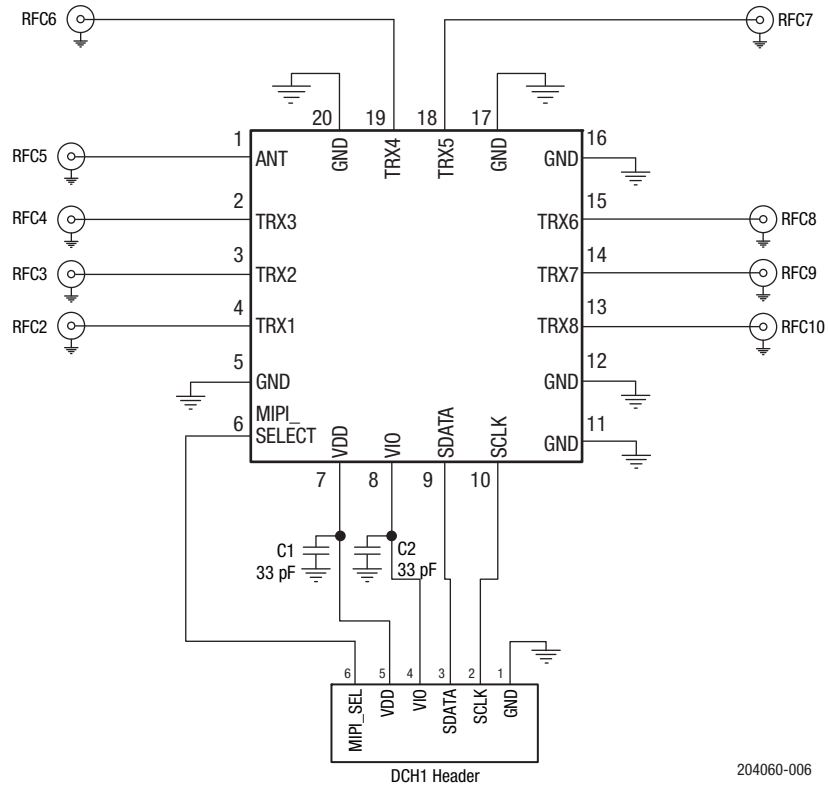 RFC6
RFC7
20
19
18
17
GND
TRX4
TRX5
GND
RFC5
1
ANT
16
GND
RFC4
2
TRX3
15
TRX6
RFC8
RFC3
3
TRX2
14
TRX7
RFC9
RFC2
4
TRX1
13
TRX8
RFC10
5
GND
12
GND
6
MIPI_
SELECT
11
GND
VDD
VIO
SDATA
SCLK
7
8
9
10
C1
33 pF
C2
33 pF
6
5
4
3
2
1
MIPI_SEL
VDD
VIO
SDATA
SCLK
GND
DCH1 Header
204060-006